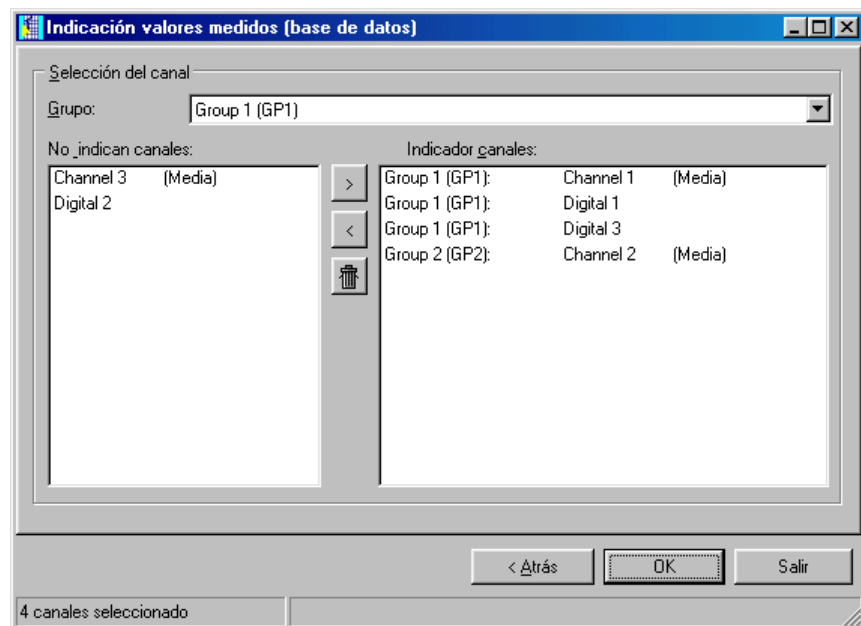 Indicación valores medidos (base de datos)
Selección del canal
Grupo: Group 1 (GP1)
No indican canales: Indicador canales:
Channel 3 (Media)
Digital 2
>
<
Group 1 (GP1): Channel 1 (Media)
Group 1 (GP1): Digital 1
Group 1 (GP1): Digital 3
Group 2 (GP2): Channel 2 (Media)
< Atrás OK Salir
4 canales seleccionado